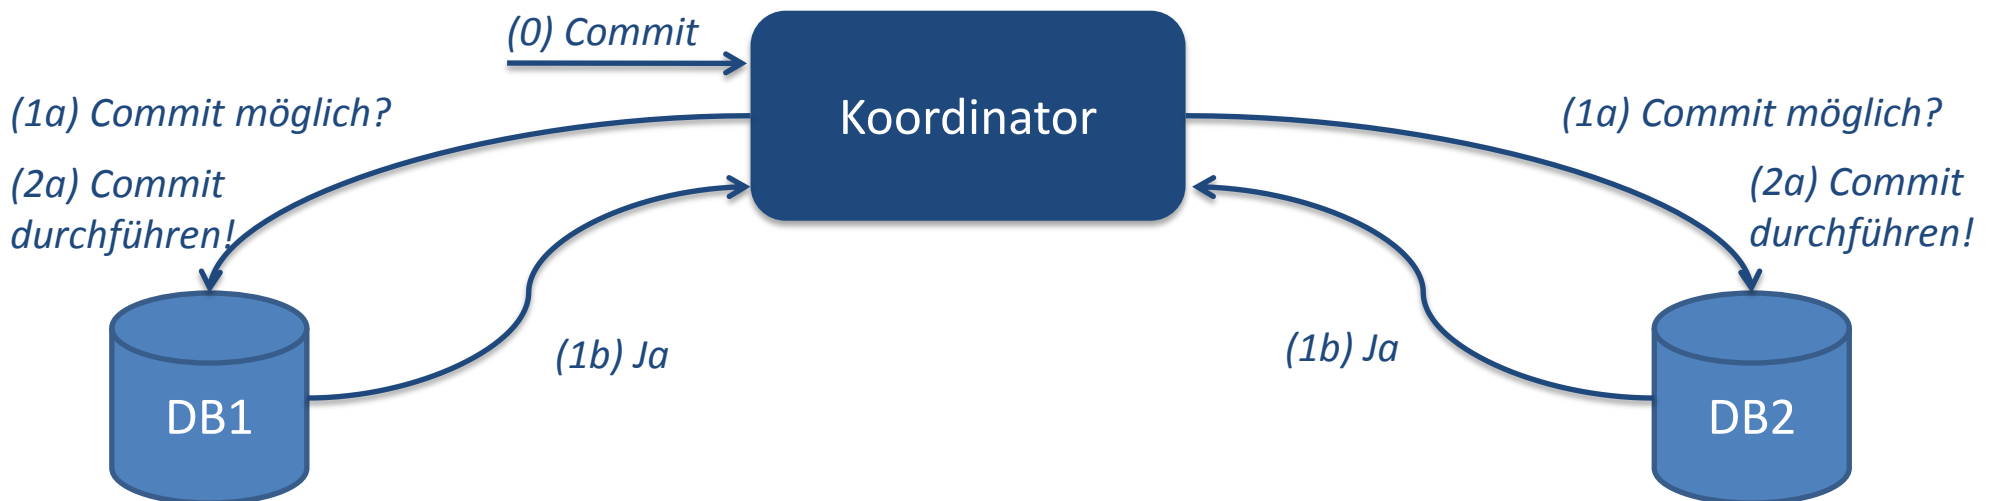 (0) Commit
Koordinator
(1a) Commit möglich?
(2a) Commit
durchführen!
(1a) Commit möglich?
(2a) Commit
durchführen!
(1b) Ja
(1b) Ja
DB1
DB2